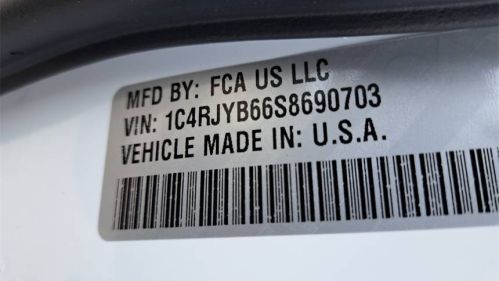 MFD BY: FCA US LLC
VIN: 1C4RJYB66S8690703
VEHICLE MADE IN: U.S.A.